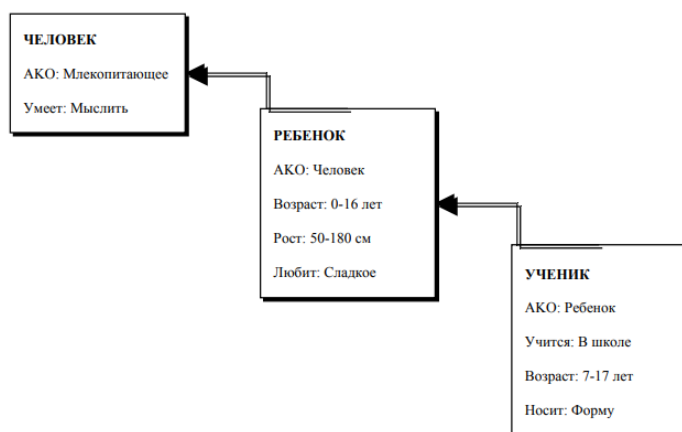 ЧЕЛОВЕК
АКО: Млекопитающее
Умеет: Мыслить
РЕБЕНОК
АКО: Человек
Возраст: 0-16 лет
Рост: 50-180 см
Любит: Сладкое
УЧЕНИК
АКО: Ребенок
Учится: В школе
Возраст: 7-17 лет
Носит: Форму